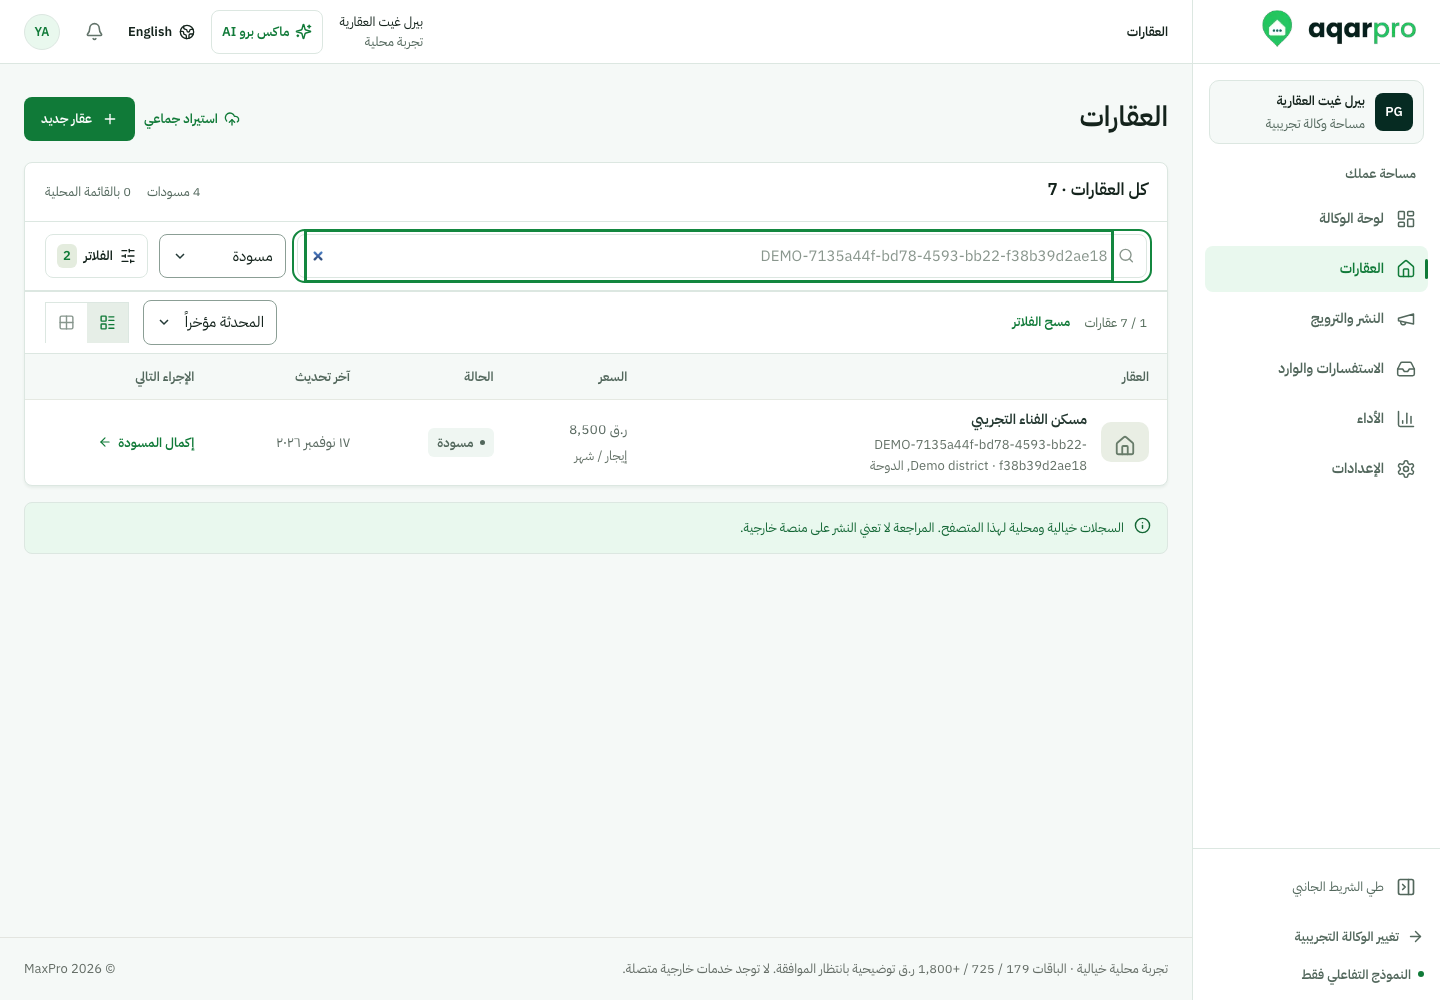 aqarpro
بيرل غيت العقارية
مساحة وكالة تجريبية
PG
مساحة عملك
لوحة الوكالة
العقارات
النشر والترويج
الاستفسارات والوارد
الأداء
الإعدادات
طي الشريط الجانبي
تغيير الوكالة التجريبية
النموذج التفاعلي فقط
العقارات
بيرل غيت العقارية
تجربة محلية
ماكس برو AI
English
YA
العقارات
استيراد جماعي
عقار جديد
كل العقارات · 7
4 مسودات
0 بالقائمة المحلية
DEMO-7135a44f-bd78-4593-bb22-f38b39d2ae18
مسودة
الفلاتر 2
1 / 7 عقارات
مسح الفلاتر
المحدثة مؤخراً
العقار السعر الحالة آخر تحديث الإجراء التالي
مسكن الفناء التجريبي
DEMO-7135a44f-bd78-4593-bb22-
f38b39d2ae18 · Demo district, الدوحة
ر.ق 8,500
إيجار / شهر
مسودة
١٧ نوفمبر ٢٠٢٦
إكمال المسودة
السجلات خيالية ومحلية لهذا المتصفح. المراجعة لا تعني النشر على منصة خارجية.
تجربة محلية خيالية · الباقات 179 / 725 / +1,800 ر.ق توضيحية بانتظار الموافقة. لا توجد خدمات خارجية متصلة.
© 2026 MaxPro